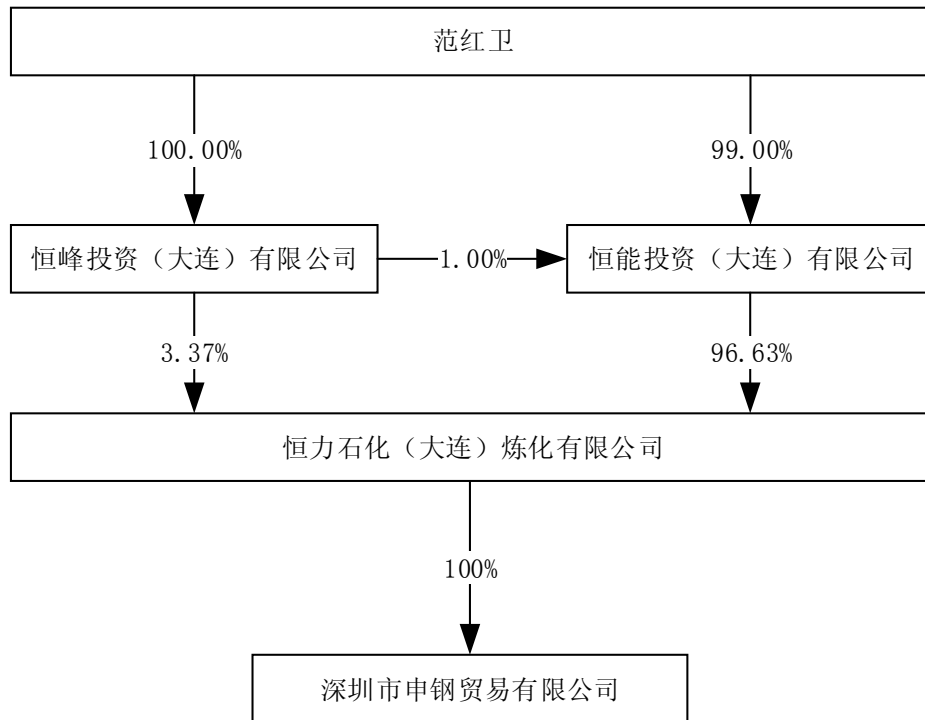 范红卫
100.00%
99.00%
恒峰投资（大连）有限公司
1.00%
恒能投资（大连）有限公司
3.37%
96.63%
恒力石化（大连）炼化有限公司
100%
深圳市申钢贸易有限公司